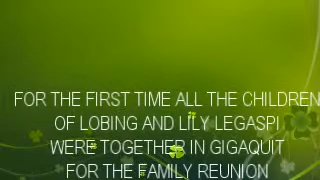 FOR THE FIRST TIME ALL THE CHILDREN
OF LOBING AND LILY LEGASPI
WERE TOGETHER IN GIGAQUIT
FOR THE FAMILY REUNION